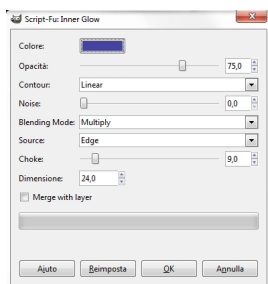 Script-Fu: Inner Glow
Colore:
Opacità: 75,0
Contour: Linear
Noise: 0,0
Blending Mode: Multiply
Source: Edge
Choke: 9,0
Dimensione: 24,0
Merge with layer
Aiuto Reimposta OK Annulla